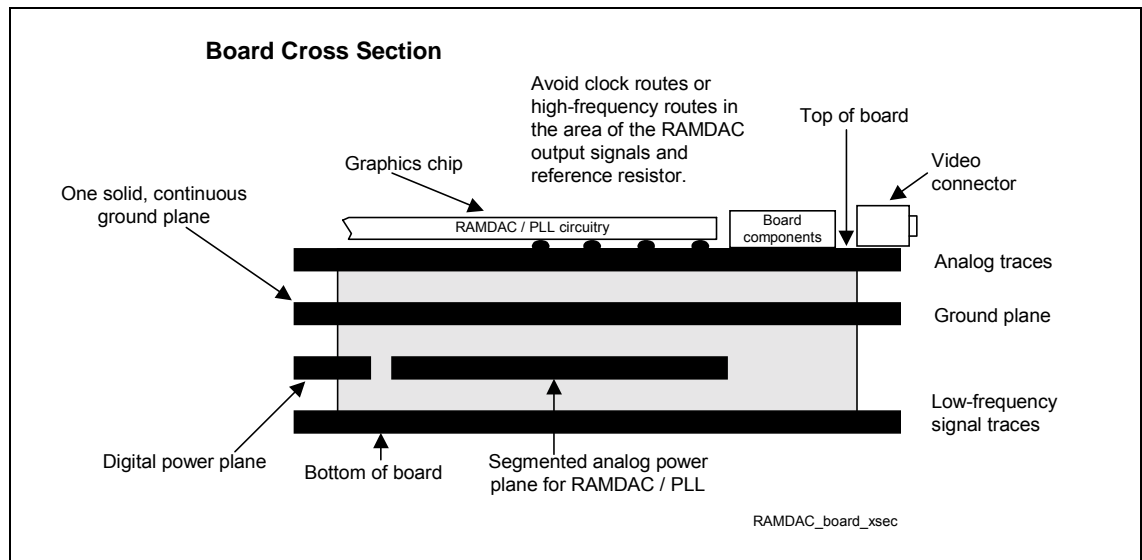 Board Cross Section
Avoid clock routes or
high-frequency routes in
the area of the RAMDAC
output signals and
reference resistor.
Top of board
Video
connector
Graphics chip
One solid, continuous
ground plane
RAMDAC / PLL circuitry
Board
components
Analog traces
Ground plane
Low-frequency
signal traces
Digital power plane
Bottom of board
Segmented analog power
plane for RAMDAC / PLL
RAMDAC_board_xsec